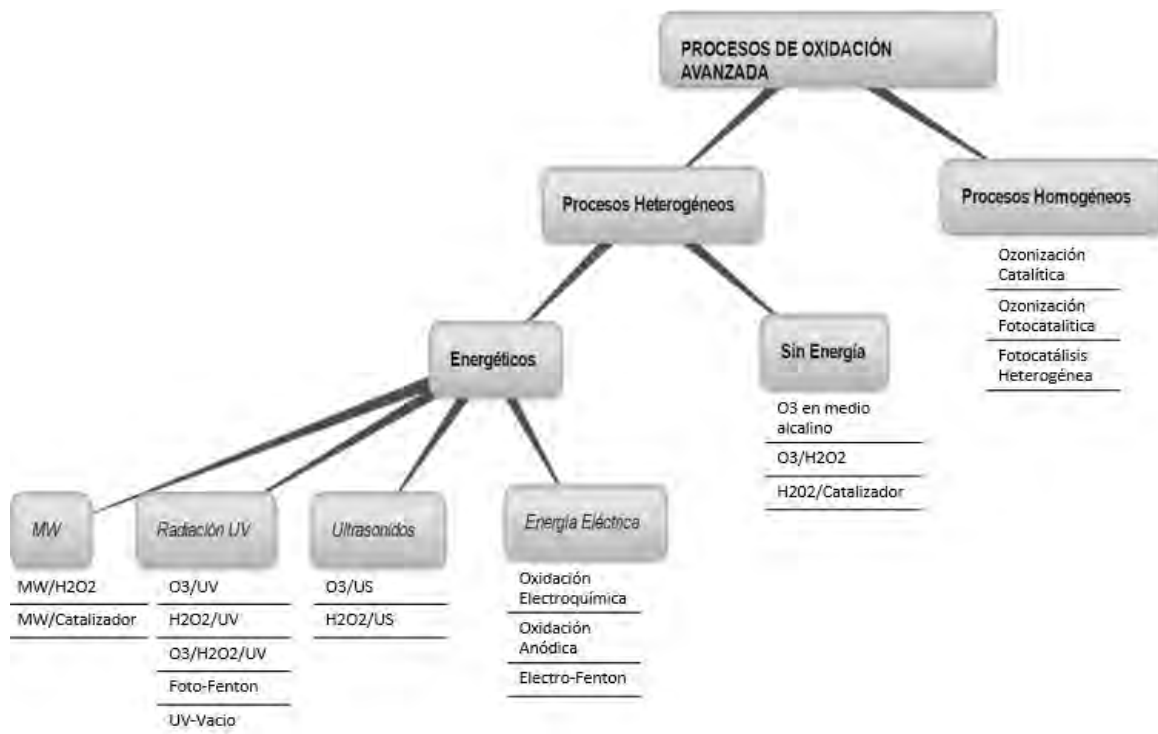 PROCESOS DE OXIDACIÓN
AVANZADA
Procesos Heterogéneos
Procesos Homogéneos
Ozonización
Catalítica
Ozonización
Fotocatalítica
Fotocatálisis
Heterogénea
Energéticos
Sin Energía
O3 en medio
alcalino
O3/H2O2
H202/Catalizador
MW
MW/H2O2
MW/Catalizador
Radiación UV
O3/UV
H2O2/UV
O3/H2O2/UV
Foto-Fenton
UV-Vacio
Ultrasonidos
O3/US
H2O2/US
Energía Eléctrica
Oxidación
Electroquímica
Oxidación
Anódica
Electro-Fenton